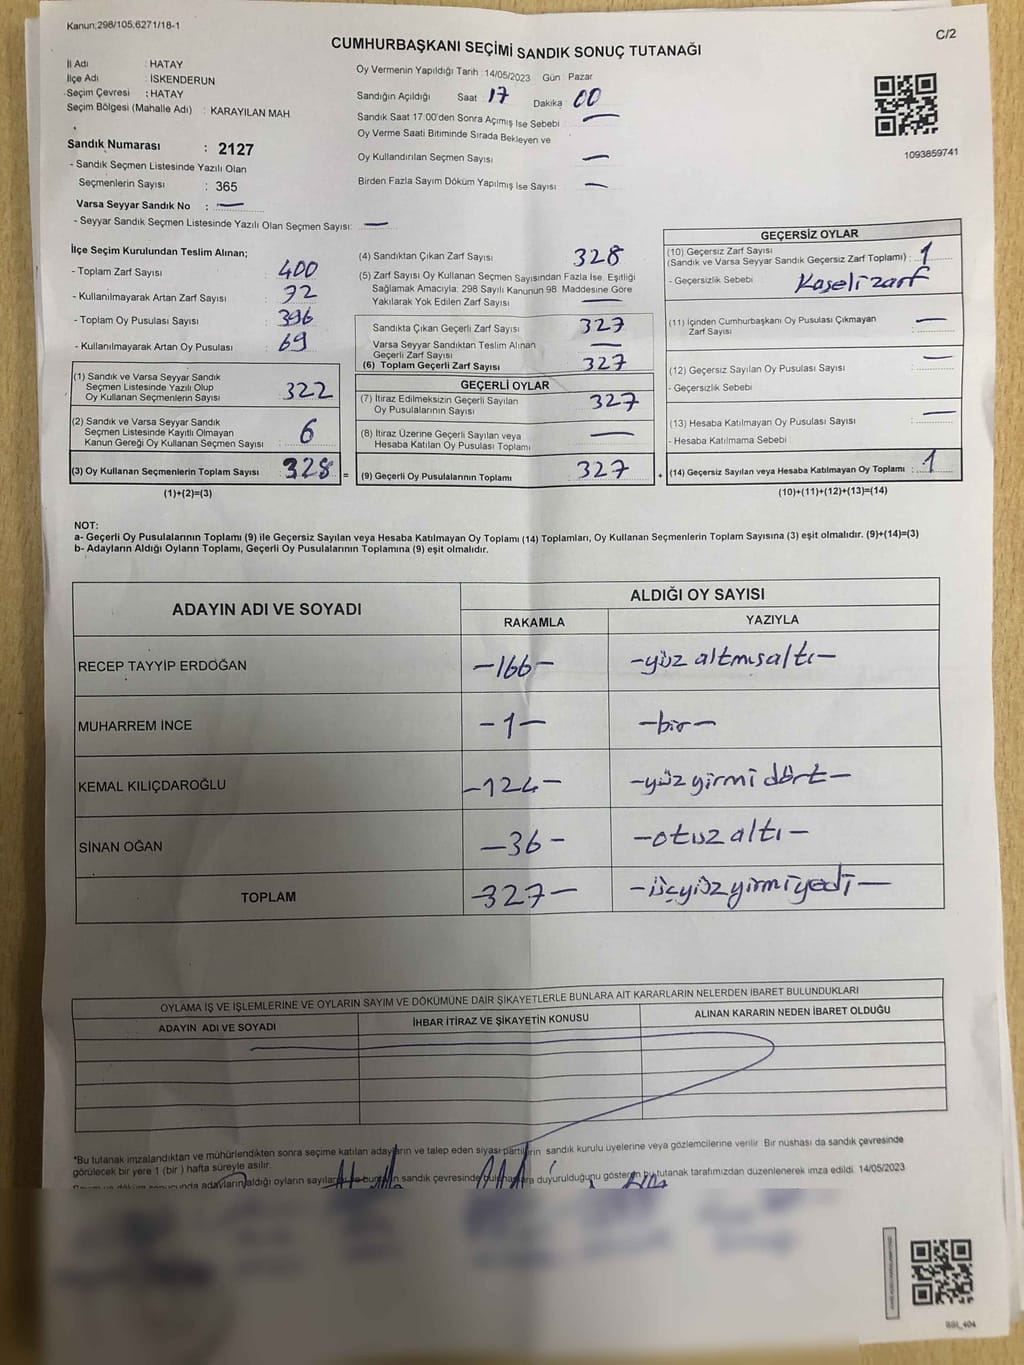 Kanun:298/105,6271/18-1
C/2
CUMHURBAŞKANI SEÇİMİ SANDIK SONUÇ TUTANAĞI
İl Adı : HATAY
İlçe Adı : İSKENDERUN
Seçim Çevresi : HATAY
Seçim Bölgesi (Mahalle Adı) : KARAYILAN MAH
Sandık Numarası : 2127
- Sandık Seçmen Listesinde Yazılı Olan
Seçmenlerin Sayısı : 365
Varsa Seyyar Sandık No : —
- Seyyar Sandık Seçmen Listesinde Yazılı Olan Seçmen Sayısı: —
Oy Vermenin Yapıldığı Tarih : 14/05/2023 Gün : Pazar
Sandığın Açıldığı Saat 17 Dakika 00
Sandık Saat 17:00'den Sonra Açımış İse Sebebi : —
Oy Verme Saati Bitiminde Sırada Bekleyen ve
Oy Kullandırılan Seçmen Sayısı —
Birden Fazla Sayım Döküm Yapılmış İse Sayısı —
1093859741
İlçe Seçim Kurulundan Teslim Alınan;
- Toplam Zarf Sayısı : 400
- Kullanılmayarak Artan Zarf Sayısı : 72
- Toplam Oy Pusulası Sayısı : 396
- Kullanılmayarak Artan Oy Pusulası : 69
(1) Sandık ve Varsa Seyyar Sandık
Seçmen Listesinde Yazılı Olup
Oy Kullanan Seçmenlerin Sayısı : 322
(2) Sandık ve Varsa Seyyar Sandık
Seçmen Listesinde Kayıtlı Olmayan
Kanun Gereği Oy Kullanan Seçmen Sayısı : 6
(3) Oy Kullanan Seçmenlerin Toplam Sayısı : 328 =
(1)+(2)=(3)
(4) Sandıktan Çıkan Zarf Sayısı 328
(5) Zarf Sayısı Oy Kullanan Seçmen Sayısından Fazla İse, Eşitliği
Sağlamak Amacıyla; 298 Sayılı Kanunun 98. Maddesine Göre
Yakılarak Yok Edilen Zarf Sayısı : —
Sandıkta Çıkan Geçerli Zarf Sayısı 327
Varsa Seyyar Sandıktan Teslim Alınan
Geçerli Zarf Sayısı —
(6) Toplam Geçerli Zarf Sayısı 327
GEÇERLİ OYLAR
(7) İtiraz Edilmeksizin Geçerli Sayılan
Oy Pusulalarının Sayısı 327
(8) İtiraz Üzerine Geçerli Sayılan veya
Hesaba Katılan Oy Pusulası Toplamı —
(9) Geçerli Oy Pusulalarının Toplamı 327 +
GEÇERSİZ OYLAR
(10) Geçersiz Zarf Sayısı
(Sandık ve Varsa Seyyar Sandık Geçersiz Zarf Toplamı) : 1
- Geçersizlik Sebebi : Kaşeli zarf
(11) İçinden Cumhurbaşkanı Oy Pusulası Çıkmayan
Zarf Sayısı : —
(12) Geçersiz Sayılan Oy Pusulası Sayısı : —
- Geçersizlik Sebebi
(13) Hesaba Katılmayan Oy Pusulası Sayısı : —
- Hesaba Katılmama Sebebi
(14) Geçersiz Sayılan veya Hesaba Katılmayan Oy Toplamı : 1
(10)+(11)+(12)+(13)=(14)
NOT:
a- Geçerli Oy Pusulalarının Toplamı (9) ile Geçersiz Sayılan veya Hesaba Katılmayan Oy Toplamı (14) Toplamları, Oy Kullanan Seçmenlerin Toplam Sayısına (3) eşit olmalıdır. (9)+(14)=(3)
b- Adayların Aldığı Oyların Toplamı, Geçerli Oy Pusulalarının Toplamına (9) eşit olmalıdır.
ADAYIN ADI VE SOYADI
ALDIĞI OY SAYISI
RAKAMLA YAZIYLA
RECEP TAYYİP ERDOĞAN -166- -yüz altmışaltı-
MUHARREM İNCE -1- -bir-
KEMAL KILIÇDAROĞLU -124- -yüz yirmi dört-
SİNAN OĞAN -36- -otuz altı-
TOPLAM -327- -üçyüzyirmiyedi-
OYLAMA İŞ VE İŞLEMLERİNE VE OYLARIN SAYIM VE DÖKÜMÜNE DAİR ŞİKAYETLERLE BUNLARA AİT KARARLARIN NELERDEN İBARET BULUNDUKLARI
ADAYIN ADI VE SOYADI İHBAR İTİRAZ VE ŞİKAYETİN KONUSU ALINAN KARARIN NEDEN İBARET OLDUĞU
*Bu tutanak imzalandıktan ve mühürlendikten sonra seçime katılan adayların ve talep eden siyasi partilerin sandık kurulu üyelerine veya gözlemcilerine verilir. Bir nüshası da sandık çevresinde
görülecek bir yere 1 (bir) hafta süreyle asılır.
adayların aldığı oyların sandık çevresinde duyurulduğunu gösteren bu tutanak tarafımızdan düzenlenerek imza edildi. 14/05/2023